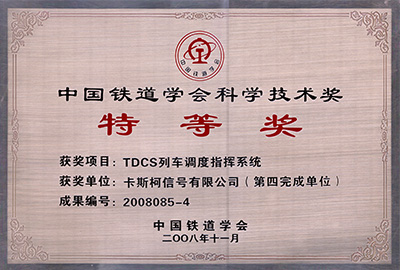 中国铁道学会科学技术奖
特等奖
获奖项目：TDCS列车调度指挥系统
获奖单位：卡斯柯信号有限公司（第四完成单位）
成果编号：2008085-4
中国铁道学会
二〇〇八年十一月